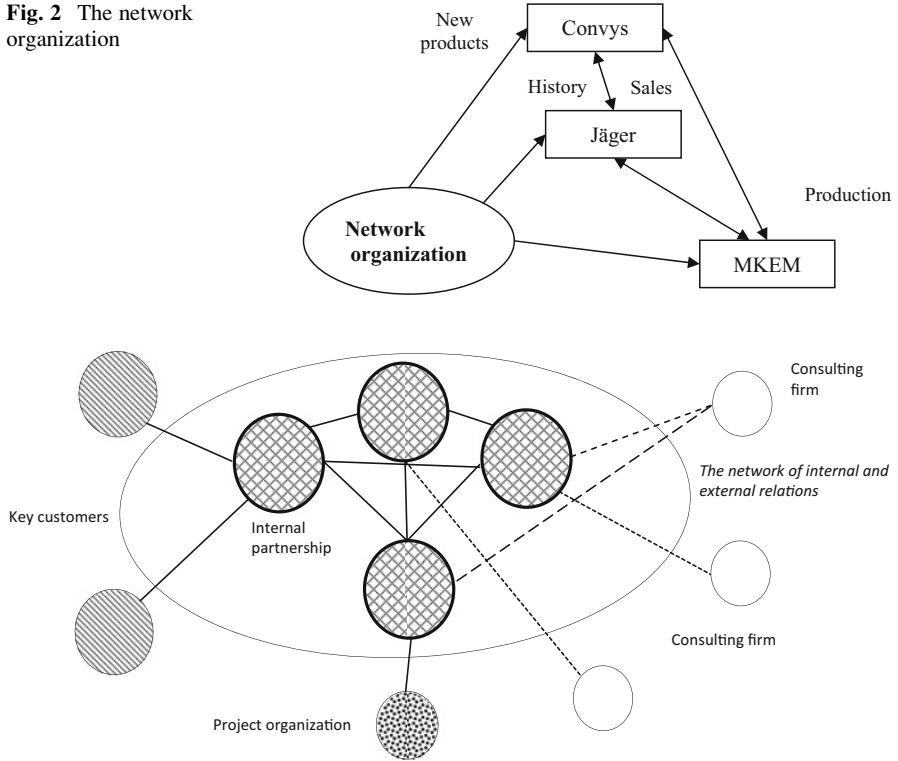 Fig. 2 The network
organization
New
products
Convys
History
Sales
Jäger
Production
Network
organization
MKEM
Consulting
firm
The network of internal and
external relations
Key customers
Internal
partnership
Consulting firm
Project organization